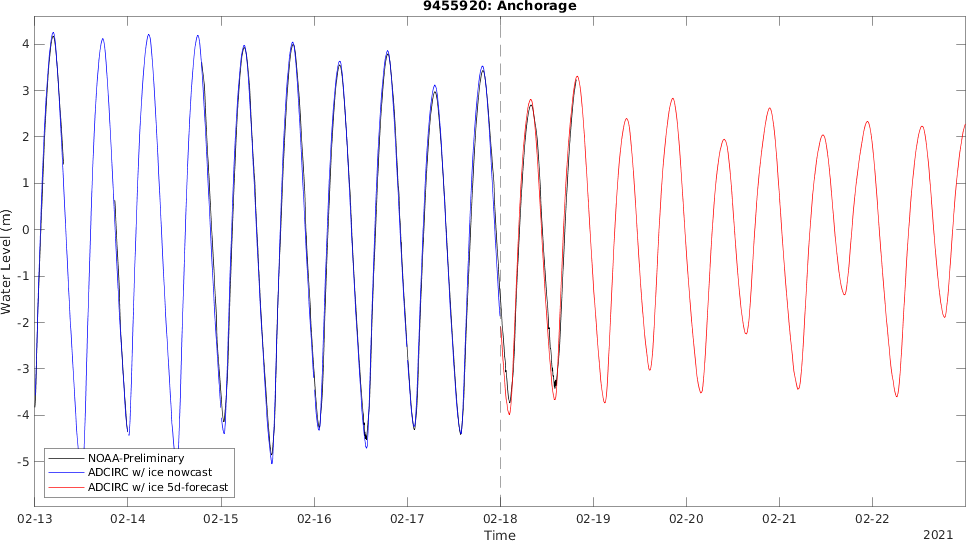 9455920: Anchorage
4
3
2
1
0
-1
-2
-3
-4
-5
Water Level (m)
NOAA-Preliminary
ADCIRC w/ ice nowcast
ADCIRC w/ ice 5d-forecast
02-13 02-14 02-15 02-16 02-17 02-18 02-19 02-20 02-21 02-22
Time
2021